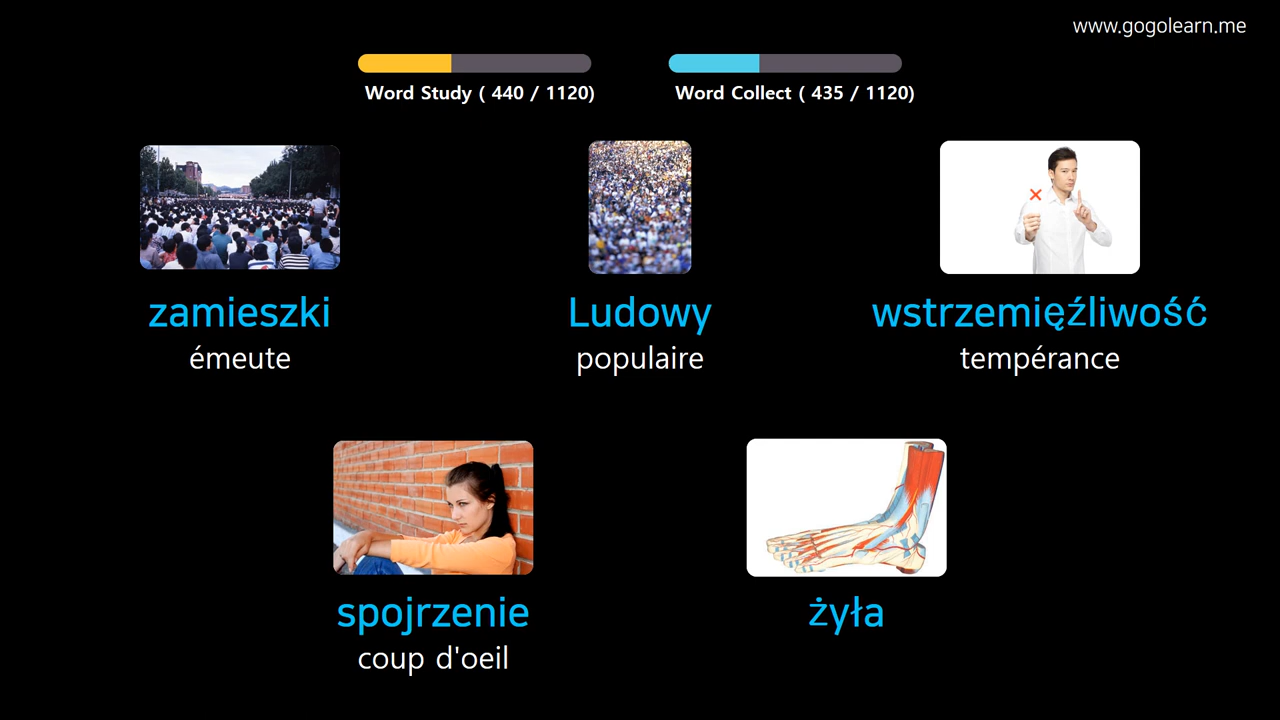 www.gogolearn.me
Word Study ( 440 / 1120)
Word Collect ( 435 / 1120)
zamieszki
émeute
Ludowy
populaire
wstrzemięźliwość
tempérance
spojrzenie
coup d'oeil
żyła